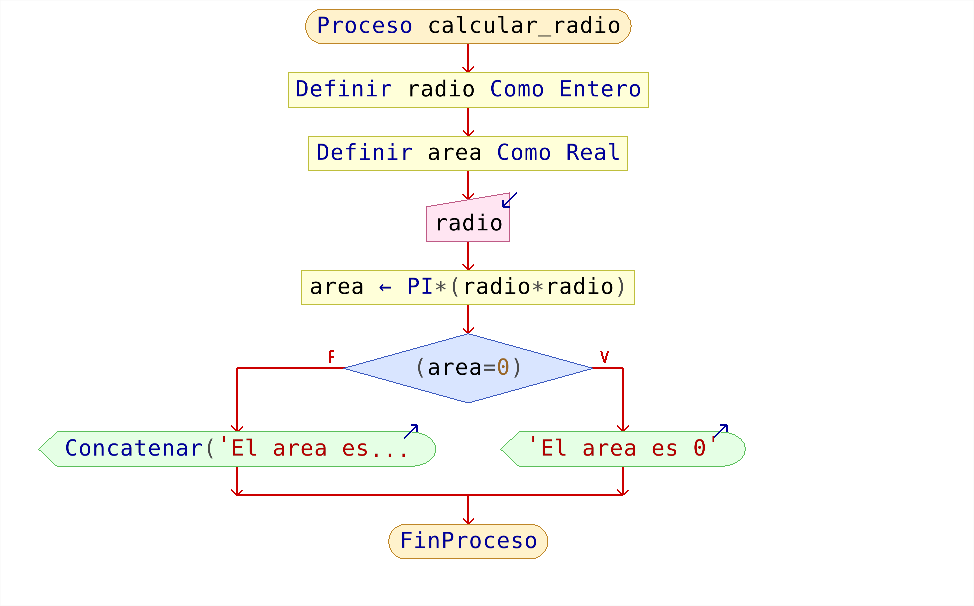 Proceso calcular_radio
Definir radio Como Entero
Definir area Como Real
radio
area ← PI*(radio*radio)
(area=0)
F
V
Concatenar('El area es...
'El area es 0'
FinProceso